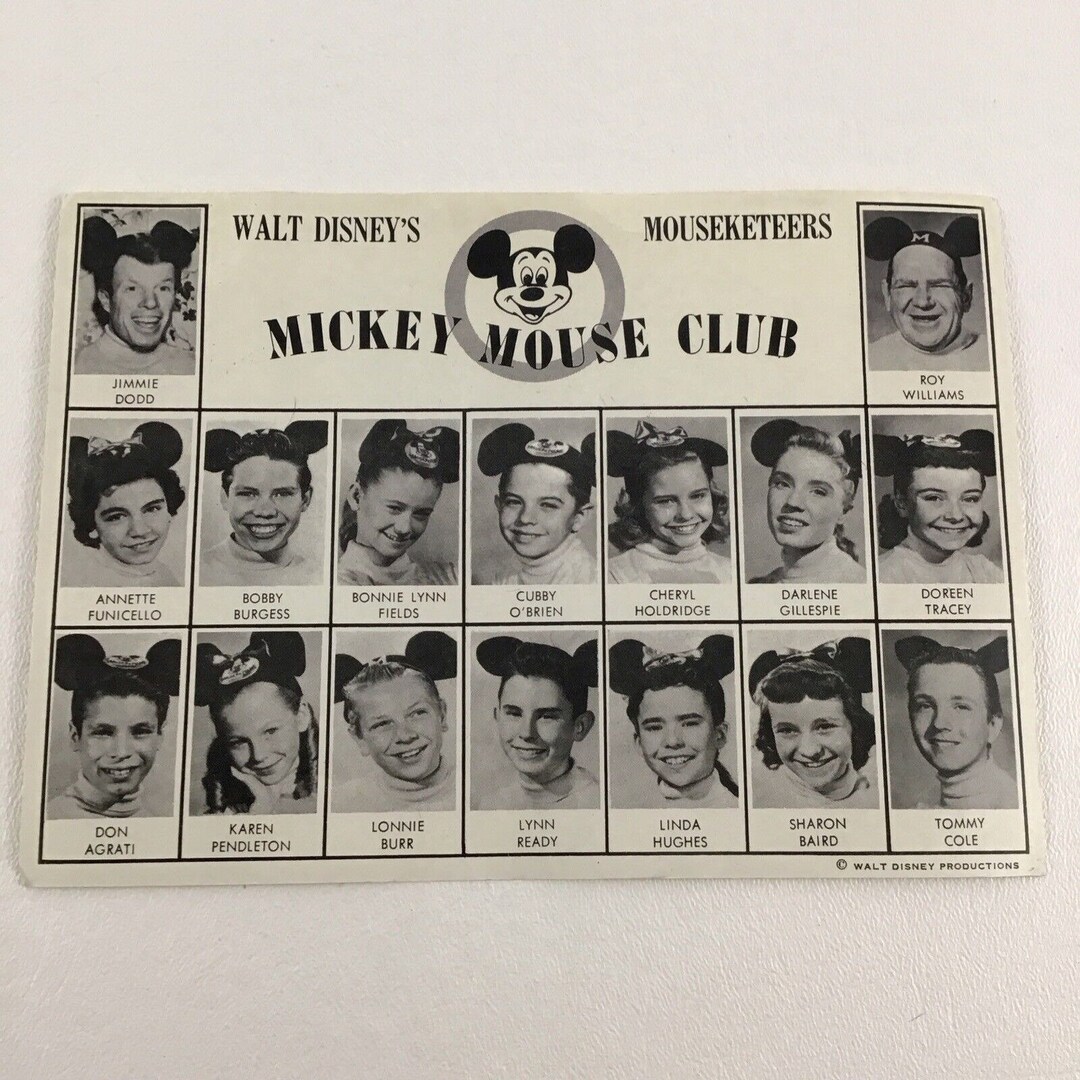 WALT DISNEY'S MOUSEKETEERS
MICKEY MOUSE CLUB
JIMMIE
DODD
M
ROY
WILLIAMS
ANNETTE
FUNICELLO
BOBBY
BURGESS
BONNIE LYNN
FIELDS
CUBBY
O'BRIEN
CHERYL
HOLDRIDGE
DARLENE
GILLESPIE
DOREEN
TRACEY
DON
AGRATI
KAREN
PENDLETON
LONNIE
BURR
LYNN
READY
LINDA
HUGHES
SHARON
BAIRD
TOMMY
COLE
© WALT DISNEY PRODUCTIONS